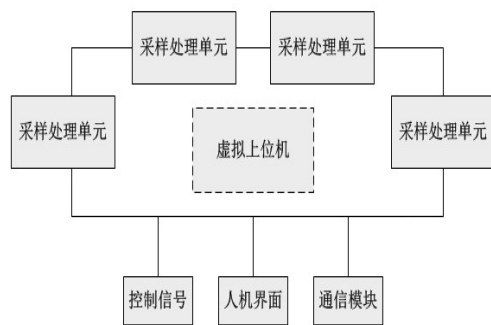 采样处理单元
采样处理单元
采样处理单元
采样处理单元
虚拟上位机
控制信号
人机界面
通信模块